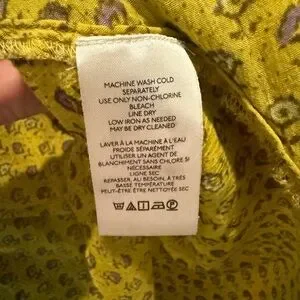 MACHINE WASH COLD
SEPARATELY
USE ONLY NON-CHLORINE
BLEACH
LINE DRY
LOW IRON AS NEEDED
MAY BE DRY CLEANED
LAVER À LA MACHINE À L'EAU
FROIDE SÉPARÉMENT
UTILISER UN AGENT DE
BLANCHIMENT SANS CHLORE SI
NÉCESSAIRE
LIGNE SEC
REPASSER, AU BESOIN, À TRÈS
BASSE TEMPÉRATURE
PEUT-ÊTRE ÊTRE NETTOYÉ SEC